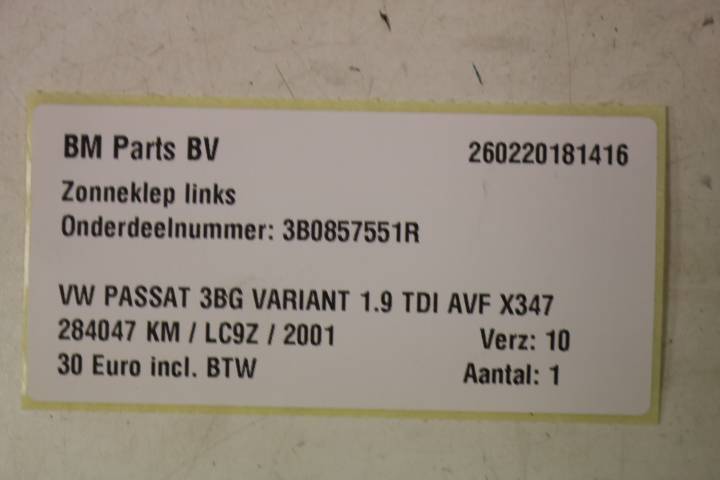 BM Parts BV 260220181416
Zonneklep links
Onderdeelnummer: 3B0857551R
VW PASSAT 3BG VARIANT 1.9 TDI AVF X347
284047 KM / LC9Z / 2001 Verz: 10
30 Euro incl. BTW Aantal: 1